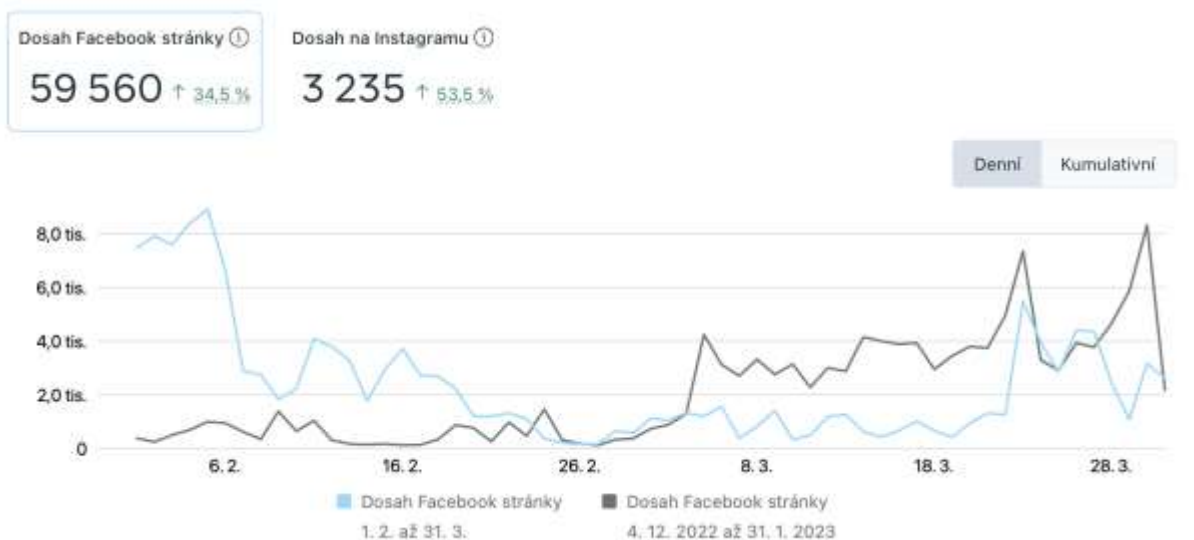 Dosah Facebook stránky ⓘ
59 560 ↑ 34,5 %
Dosah na Instagramu ⓘ
3 235 ↑ 53,5 %
Denní
Kumulativní
8,0 tis.
6,0 tis.
4,0 tis.
2,0 tis.
0
6. 2.
16. 2.
26. 2.
8. 3.
18. 3.
28. 3.
Dosah Facebook stránky
1. 2. až 31. 3.
Dosah Facebook stránky
4. 12. 2022 až 31. 1. 2023